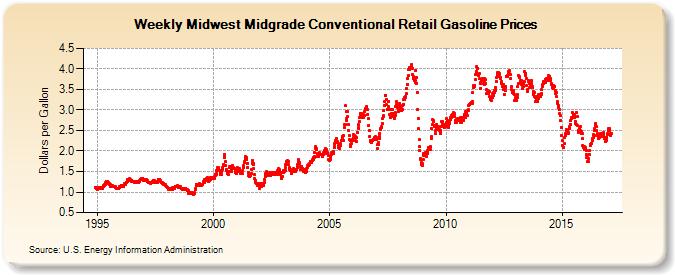 Weekly Midwest Midgrade Conventional Retail Gasoline Prices
Dollars per Gallon
4.5
4.0
3.5
3.0
2.5
2.0
1.5
1.0
0.5
1995 2000 2005 2010 2015
Source: U.S. Energy Information Administration